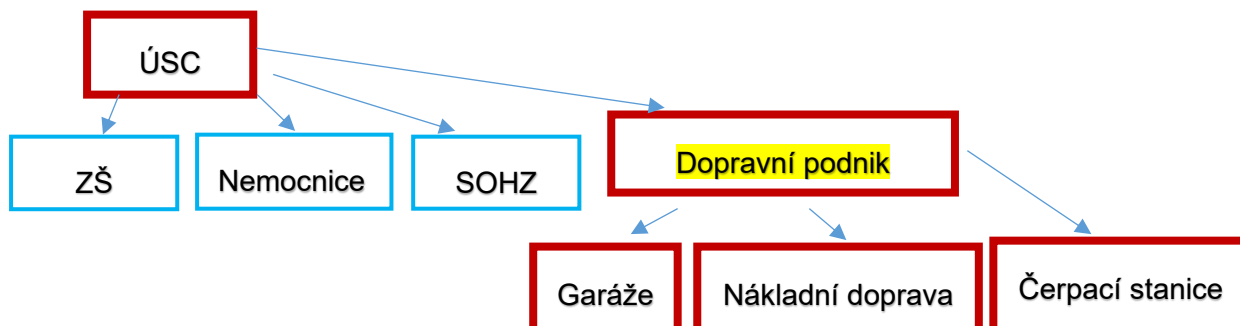 ÚSC
ZŠ
Nemocnice
SOHZ
Dopravní podnik
Garáže
Nákladní doprava
Čerpací stanice